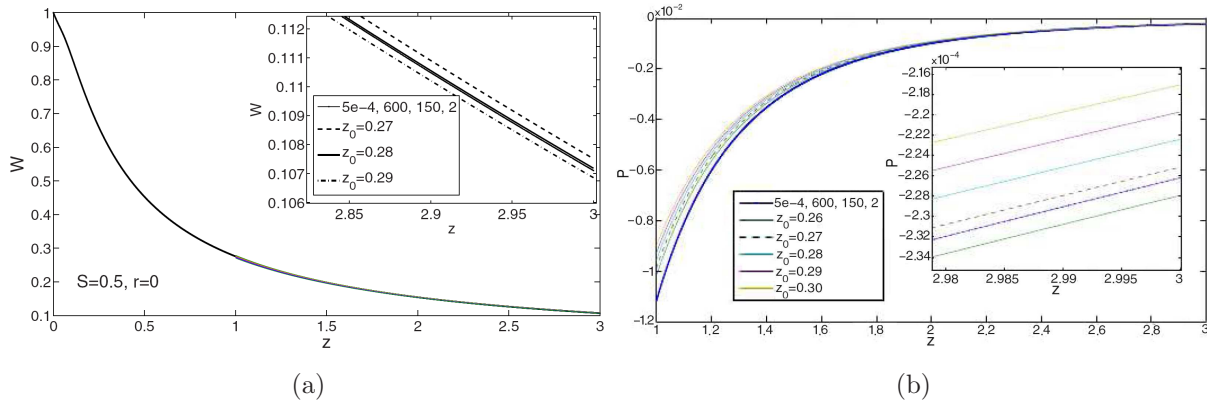 1
0.9
0.8
0.7
0.6
0.5
0.4
0.3
0.2
0.1
W
0
0.5
1
1.5
2
2.5
3
z
S=0.5, r=0
0.112
0.111
0.11
0.109
0.108
0.107
0.106
W
2.85
2.9
2.95
3
z
5e−4, 600, 150, 2
z0=0.27
z0=0.28
z0=0.29
(a)
x10−2
0
−0.2
−0.4
−0.6
−0.8
−1
−1.2
P
1
1.2
1.4
1.6
1.8
2
2.2
2.4
2.6
2.8
3
z
5e−4, 600, 150, 2
z0=0.26
z0=0.27
z0=0.28
z0=0.29
z0=0.30
x10−4
−2.16
−2.18
−2.2
−2.22
−2.24
−2.26
−2.28
−2.3
−2.32
−2.34
P
2.98
2.985
2.99
2.995
3
z
(b)